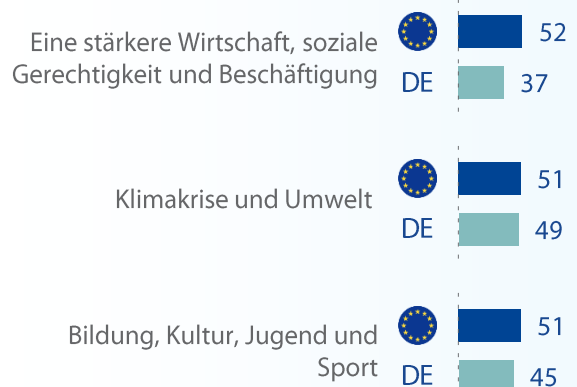 Eine stärkere Wirtschaft, soziale
Gerechtigkeit und Beschäftigung
52
DE 37
Klimakrise und Umwelt
51
DE 49
Bildung, Kultur, Jugend und
Sport
51
DE 45